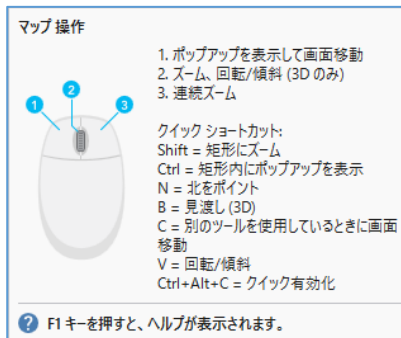 マップ操作
1. ポップアップを表示して画面移動
2. ズーム、回転/傾斜 (3D のみ)
3. 連続ズーム
1
2
3
クイック ショートカット:
Shift = 矩形にズーム
Ctrl = 矩形内にポップアップを表示
N = 北をポイント
B = 見渡し (3D)
C = 別のツールを使用しているときに画面
移動
V = 回転/傾斜
Ctrl+Alt+C = クイック有効化
? F1 キーを押すと、ヘルプが表示されます。